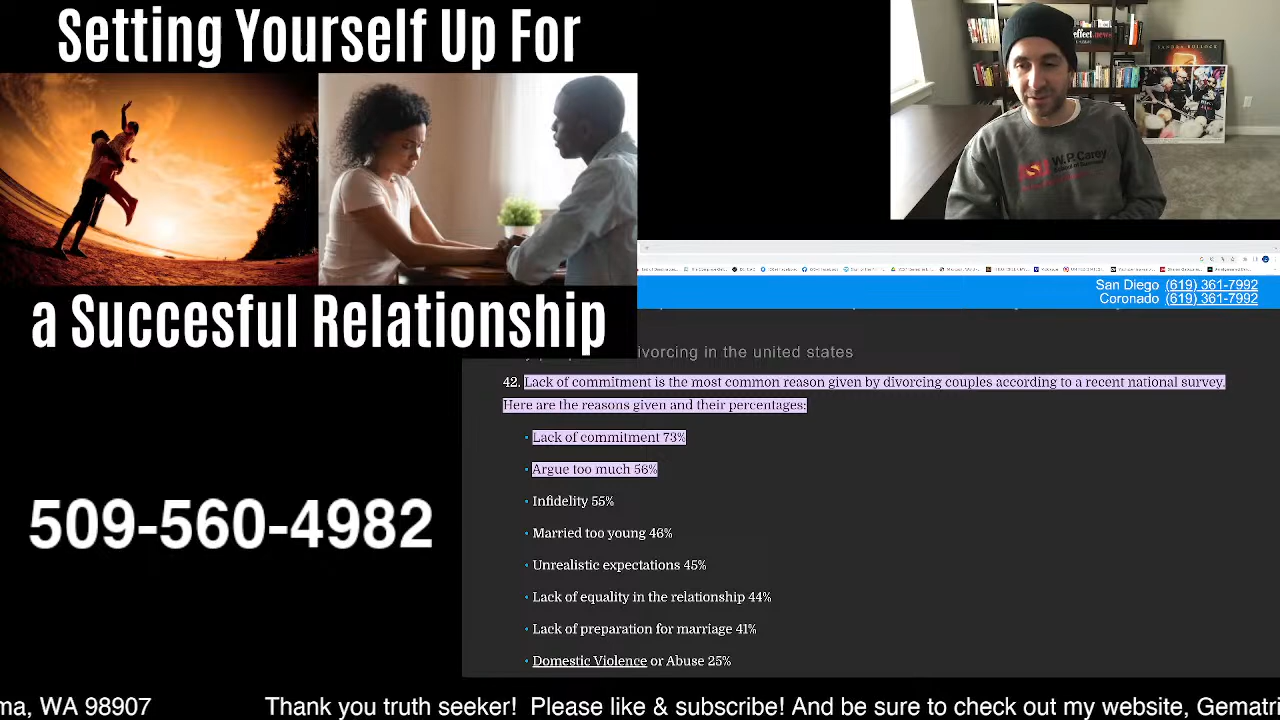 Setting Yourself Up For
a Succesful Relationship
effect.news
SANDRA BULLOCK
W.P. Carey
San Diego (619) 361-7992
Coronado (619) 361-7992
ivorcing in the united states
42. Lack of commitment is the most common reason given by divorcing couples according to a recent national survey.
Here are the reasons given and their percentages:
• Lack of commitment 73%
• Argue too much 56%
• Infidelity 55%
• Married too young 46%
• Unrealistic expectations 45%
• Lack of equality in the relationship 44%
• Lack of preparation for marriage 41%
• Domestic Violence or Abuse 25%
509-560-4982
ma, WA 98907 Thank you truth seeker! Please like & subscribe! And be sure to check out my website, Gematri